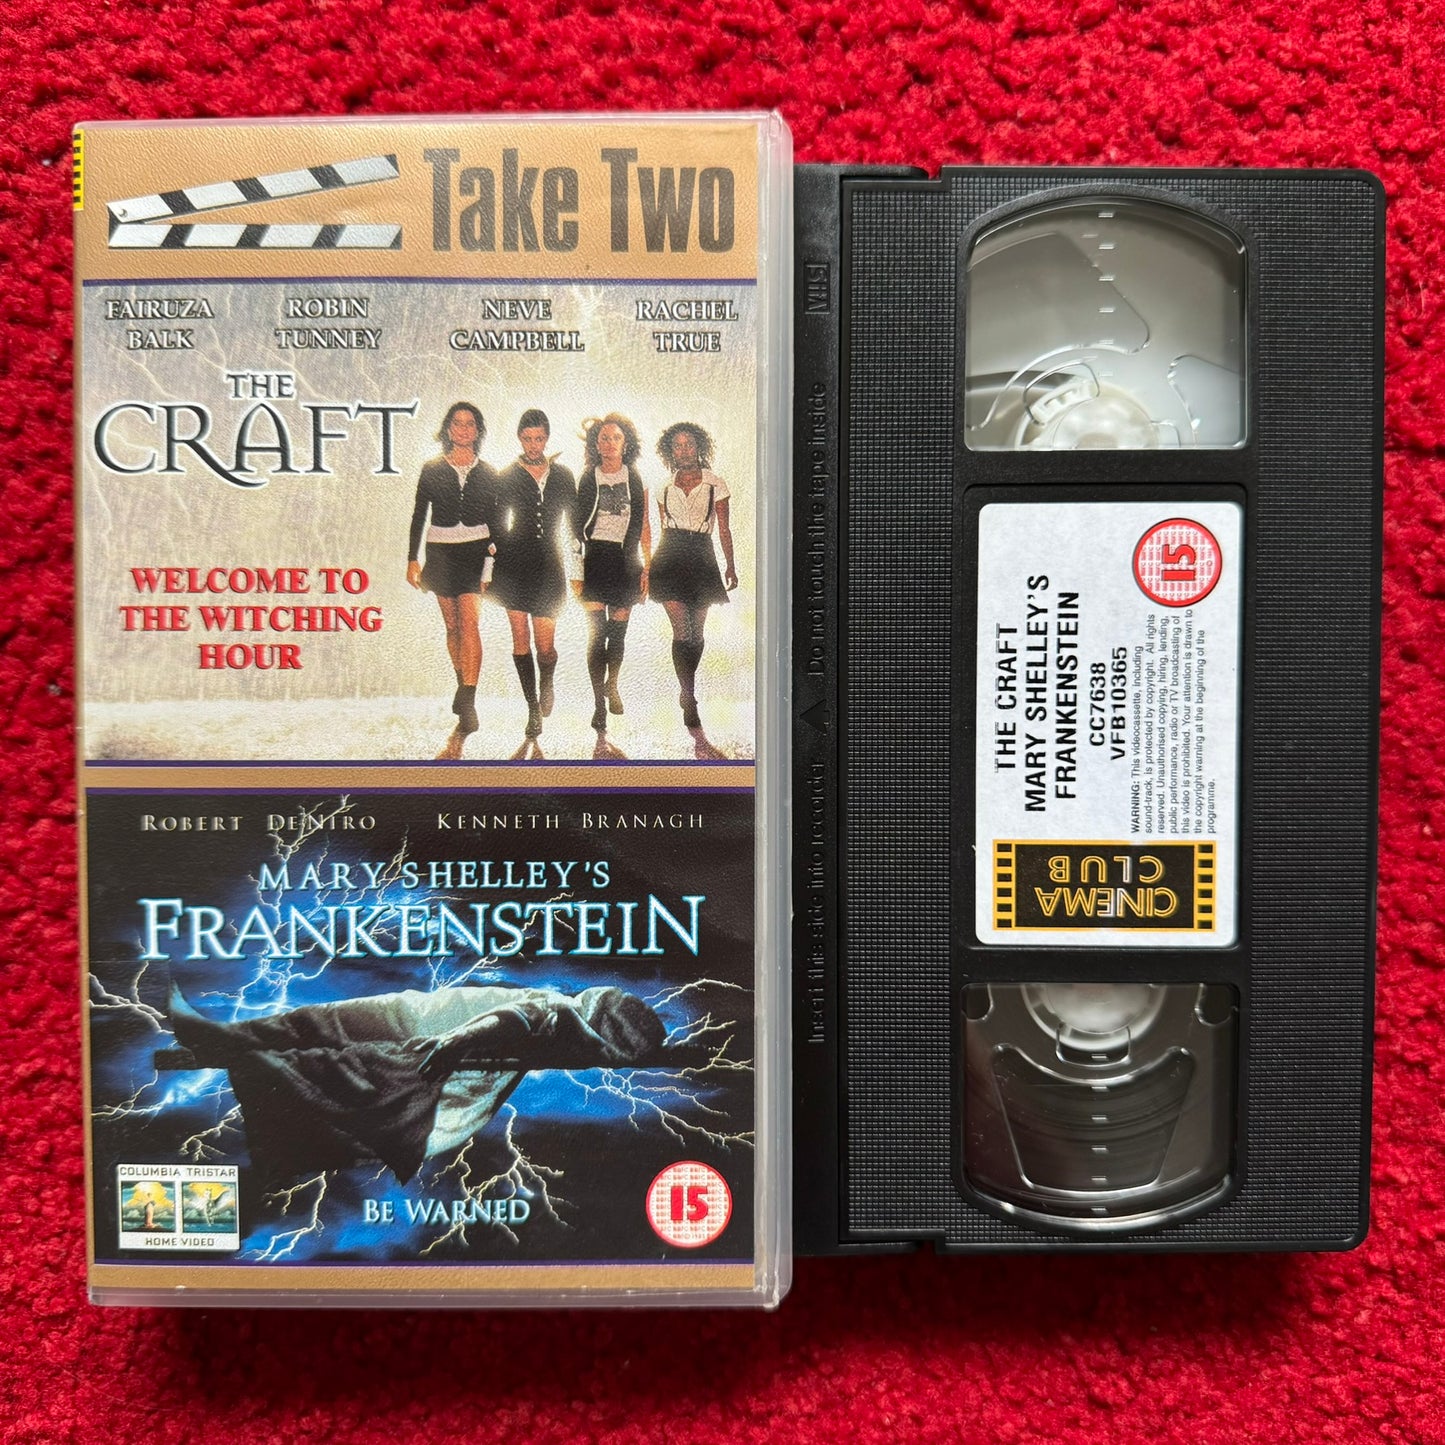 Take Two
FAIRUZA BALK
ROBIN TUNNEY
NEVE CAMPBELL
RACHEL TRUE
THE
CRAFT
WELCOME TO
THE WITCHING
HOUR
ROBERT DENIRO KENNETH BRANAGH
MARY SHELLEY'S
FRANKENSTEIN
BE WARNED
COLUMBIA TRISTAR
HOME VIDEO
15
VHS
Do not touch the tape inside
Insert this side into recorder
THE CRAFT
MARY SHELLEY'S
FRANKENSTEIN
CC7638
VFB10365
15
WARNING: This videocassette, including
sound-track, is protected by copyright. All rights
reserved. Unauthorised copying, hiring, lending,
public performance, radio or TV broadcasting of
this video is prohibited. Your attention is drawn to
the copyright warning at the beginning of the
programme.
CINEMA
CLUB